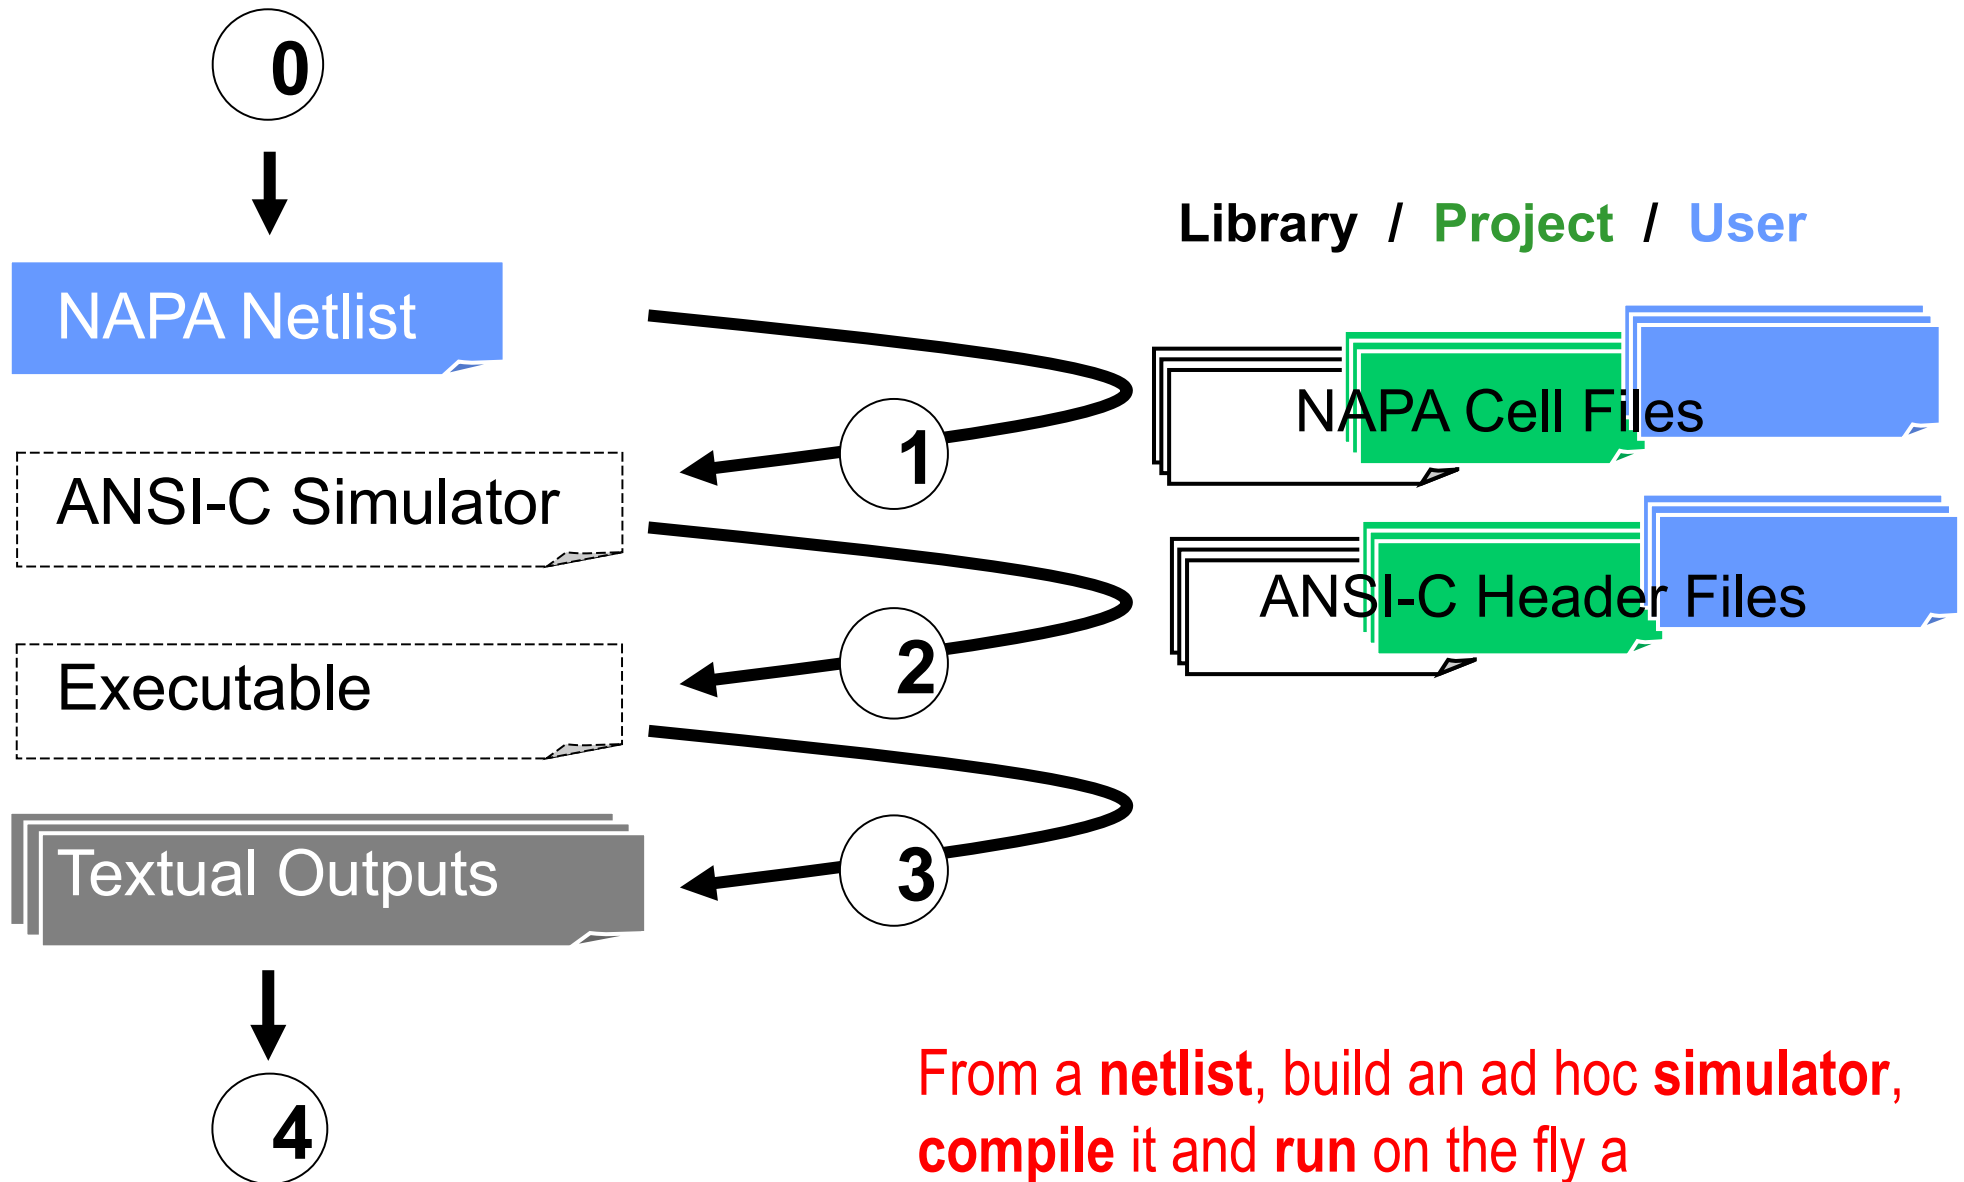 0
Library / Project / User
NAPA Netlist
NAPA Cell Files
1
ANSI-C Simulator
ANSI-C Header Files
2
Executable
3
Textual Outputs
4
From a netlist, build an ad hoc simulator,
compile it and run on the fly a